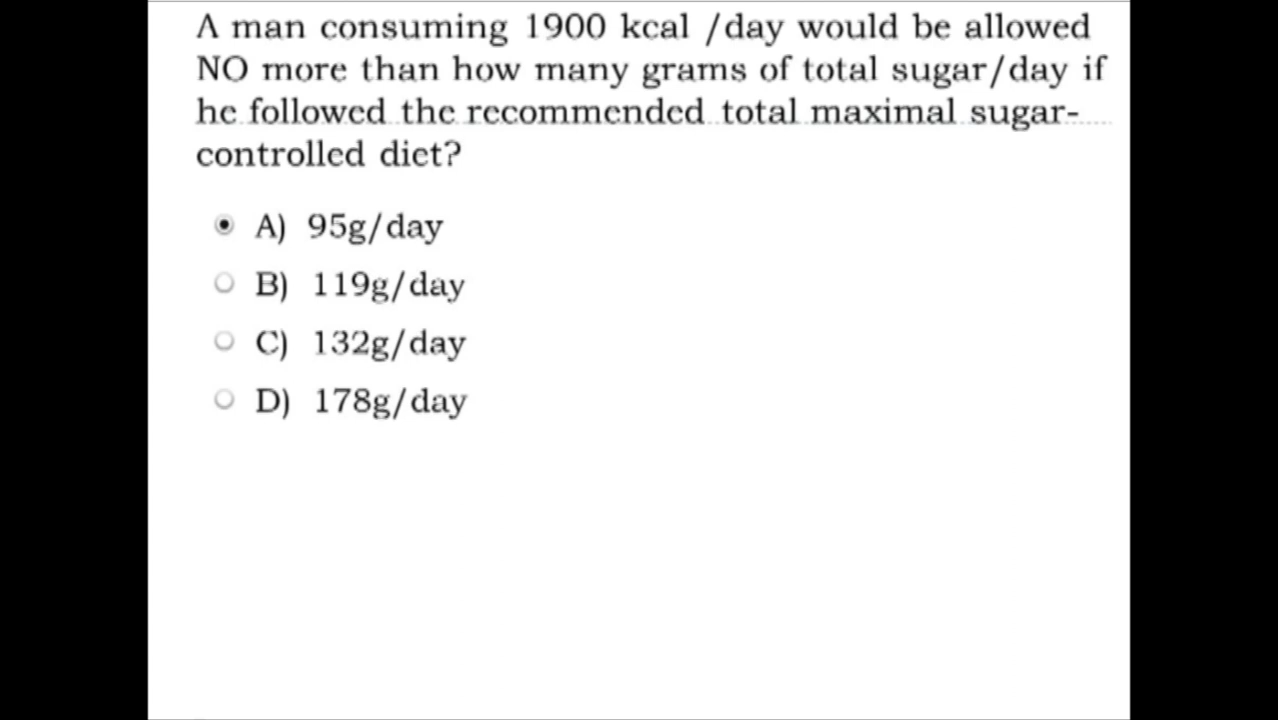 A man consuming 1900 kcal /day would be allowed
NO more than how many grams of total sugar/day if
he followed the recommended total maximal sugar-
controlled diet?
A) 95g/day
B) 119g/day
C) 132g/day
D) 178g/day